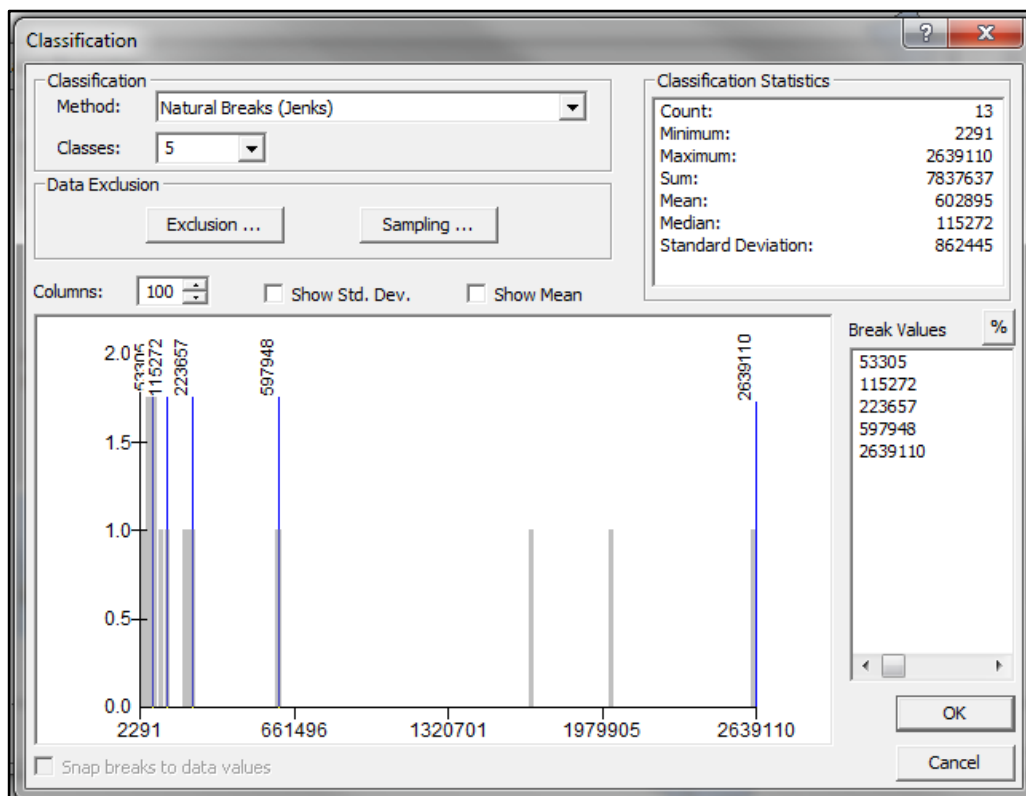 Classification
Classification
Method: Natural Breaks (Jenks)
Classes: 5
Data Exclusion
Exclusion ...
Sampling ...
Classification Statistics
Count: 13
Minimum: 2291
Maximum: 2639110
Sum: 7837637
Mean: 602895
Median: 115272
Standard Deviation: 862445
Columns: 100
Show Std. Dev.
Show Mean
Break Values
%
53305
115272
223657
597948
2639110
53305
115272
223657
597948
2639110
2.0
1.5
1.0
0.5
0.0
2291
661496
1320701
1979905
2639110
Snap breaks to data values
OK
Cancel